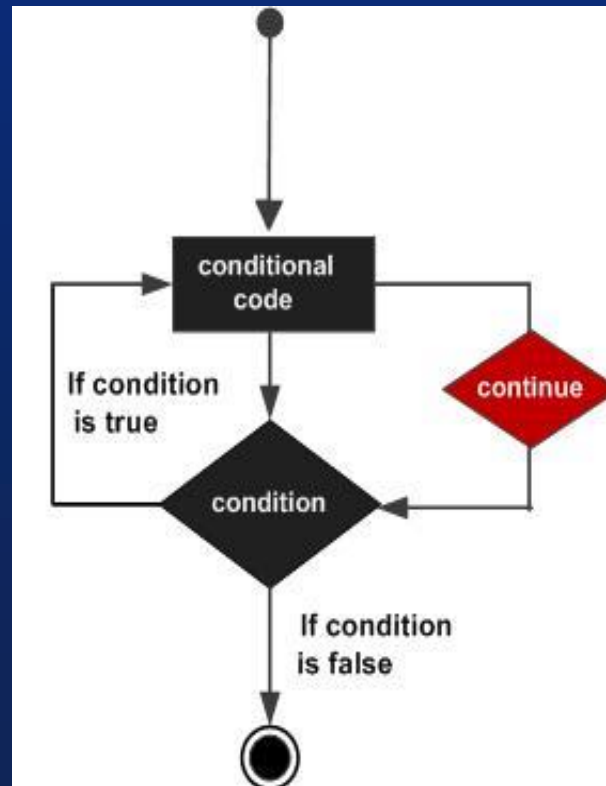 conditional
code
If condition
is true
continue
condition
If condition
is false